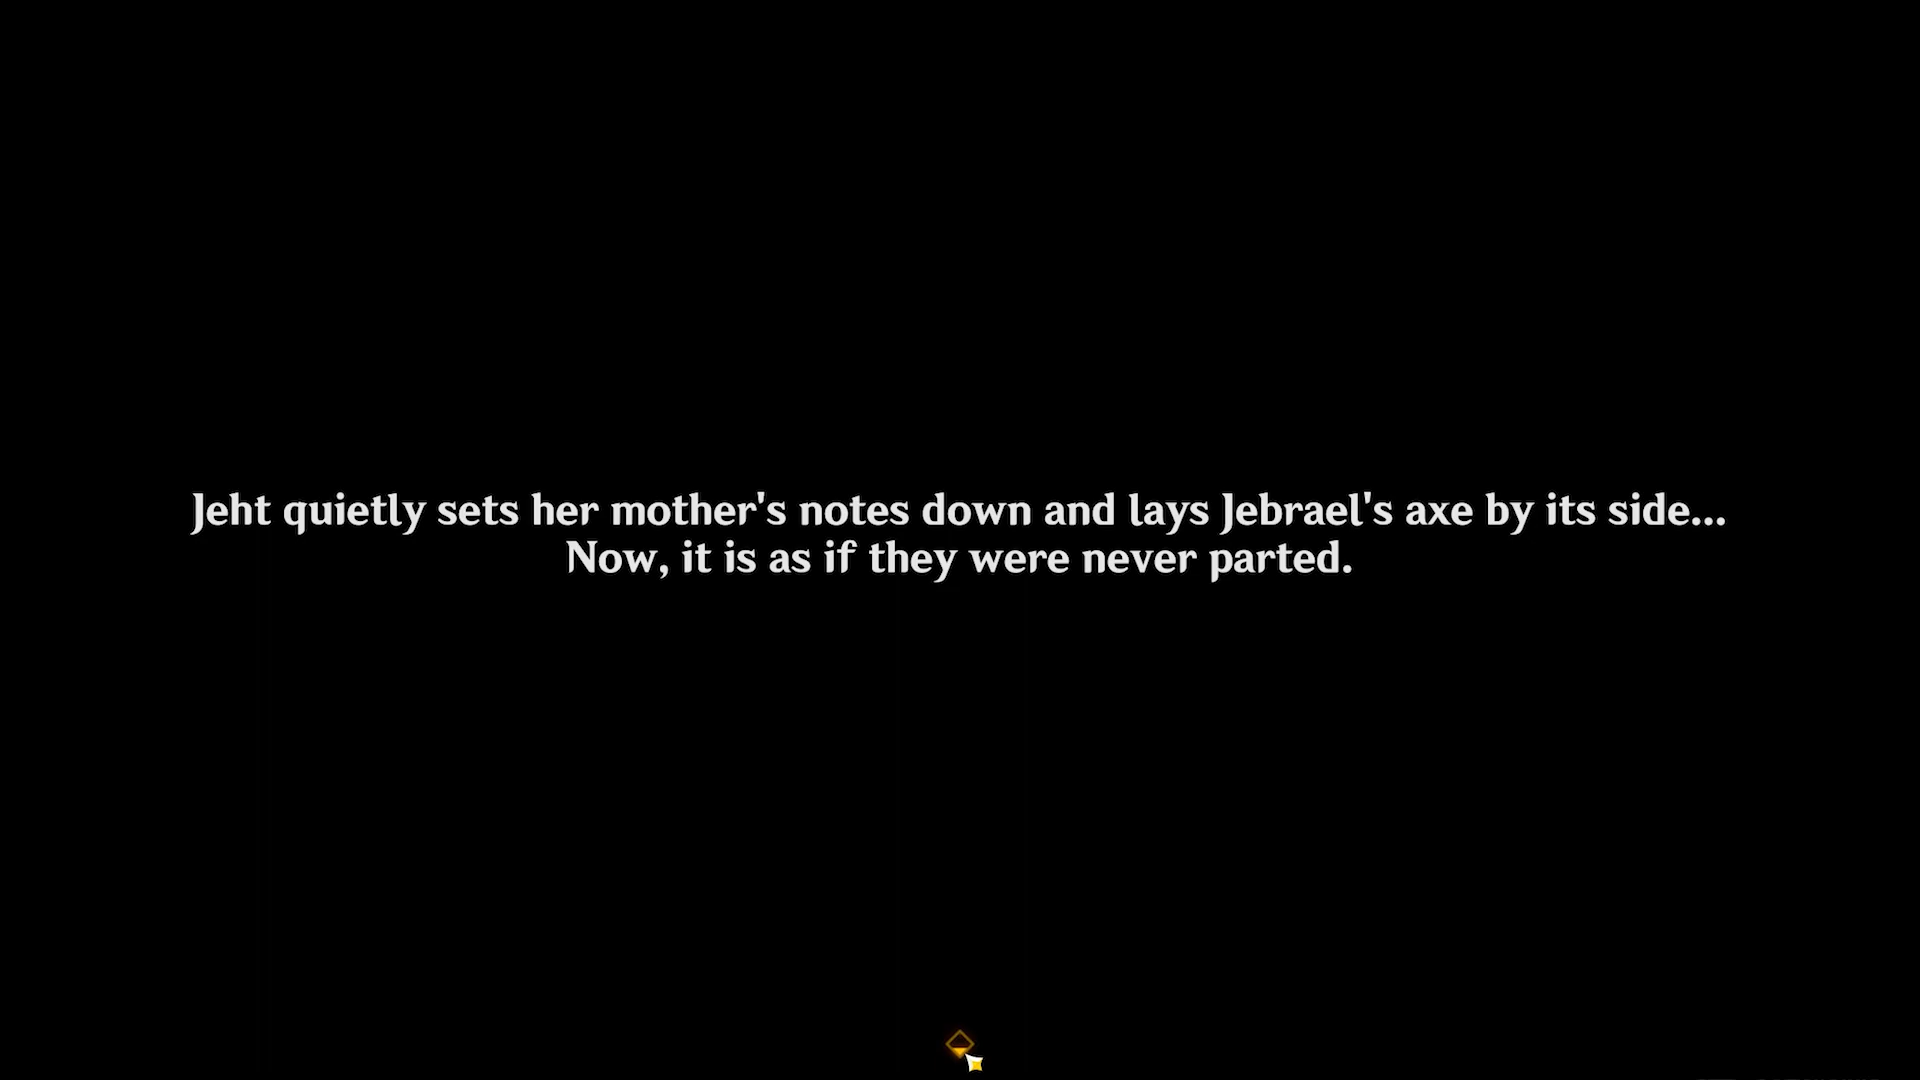 Jeht quietly sets her mother's notes down and lays Jebrael's axe by its side...
Now, it is as if they were never parted.